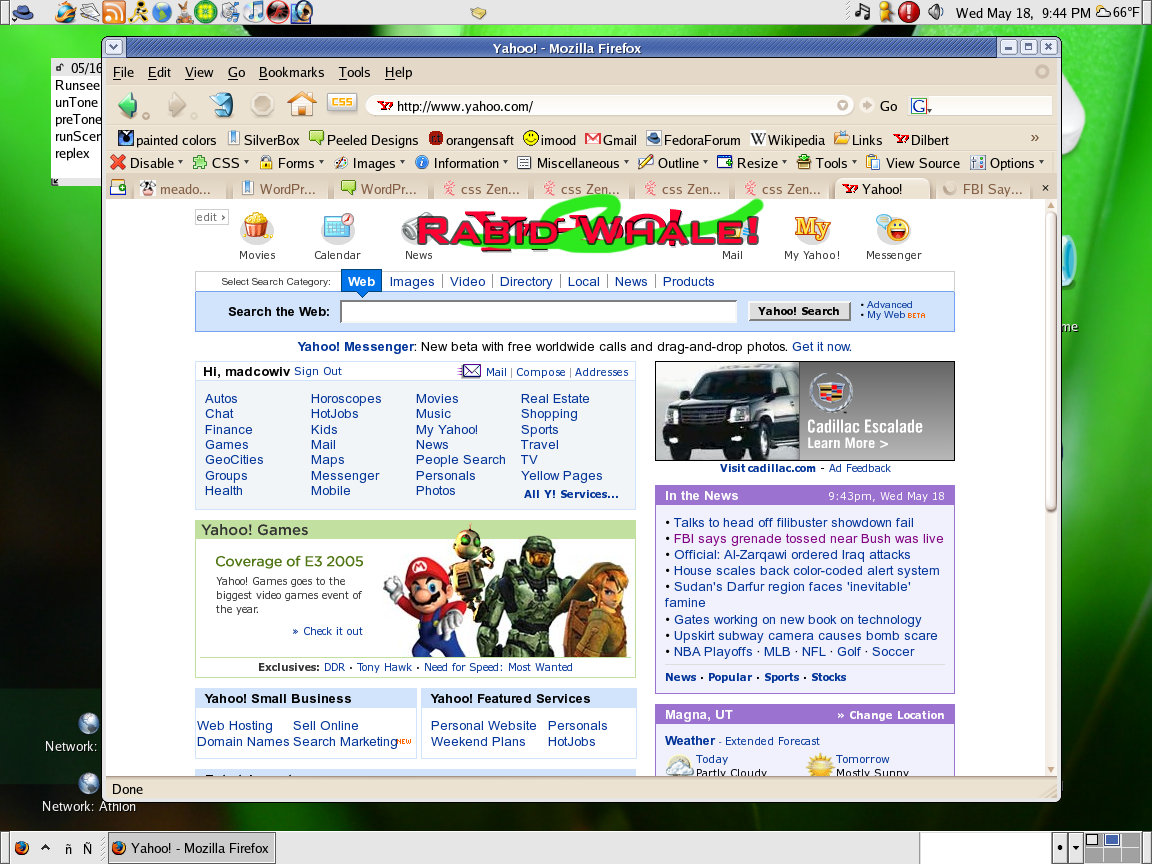 Wed May 18, 9:44 PM 66°F
Yahoo! - Mozilla Firefox
05/16
Runsee
unTone
preTone
runScer
replex
File Edit View Go Bookmarks Tools Help
CSS http://www.yahoo.com/ Go G
painted colors SilverBox Peeled Designs orangensaft imood Gmail FedoraForum Wikipedia Links Dilbert »
Disable CSS Forms Images Information Miscellaneous Outline Resize Tools View Source Options
meado... WordPr... WordPr... css Zen... css Zen... css Zen... css Zen... Yahoo! FBI Say... ×
edit ›
RABID WHALE!
Movies Calendar News Mail My Yahoo! Messenger
Select Search Category: Web Images Video Directory Local News Products
Search the Web: Yahoo! Search
• Advanced
• My Web BETA
Yahoo! Messenger: New beta with free worldwide calls and drag-and-drop photos. Get it now.
Hi, madcowiv Sign Out Mail | Compose | Addresses
Autos Horoscopes Movies Real Estate
Chat HotJobs Music Shopping
Finance Kids My Yahoo! Sports
Games Mail News Travel
GeoCities Maps People Search TV
Groups Messenger Personals Yellow Pages
Health Mobile Photos All Y! Services...
Cadillac Escalade
Learn More >
Visit cadillac.com - Ad Feedback
Yahoo! Games
Coverage of E3 2005
Yahoo! Games goes to the
biggest video games event of
the year.
» Check it out
Exclusives: DDR • Tony Hawk • Need for Speed: Most Wanted
In the News 9:43pm, Wed May 18
• Talks to head off filibuster showdown fail
• FBI says grenade tossed near Bush was live
• Official: Al-Zarqawi ordered Iraq attacks
• House scales back color-coded alert system
• Sudan's Darfur region faces 'inevitable'
famine
• Gates working on new book on technology
• Upskirt subway camera causes bomb scare
• NBA Playoffs · MLB · NFL · Golf · Soccer
News • Popular • Sports • Stocks
Yahoo! Small Business
Web Hosting Sell Online
Domain Names Search Marketing NEW
Yahoo! Featured Services
Personal Website Personals
Weekend Plans HotJobs
Magna, UT » Change Location
Weather - Extended Forecast
Today Tomorrow
Partly Cloudy Mostly Sunny
me
Network:
Network: Athlon
Done
ñ Ñ Yahoo! - Mozilla Firefox